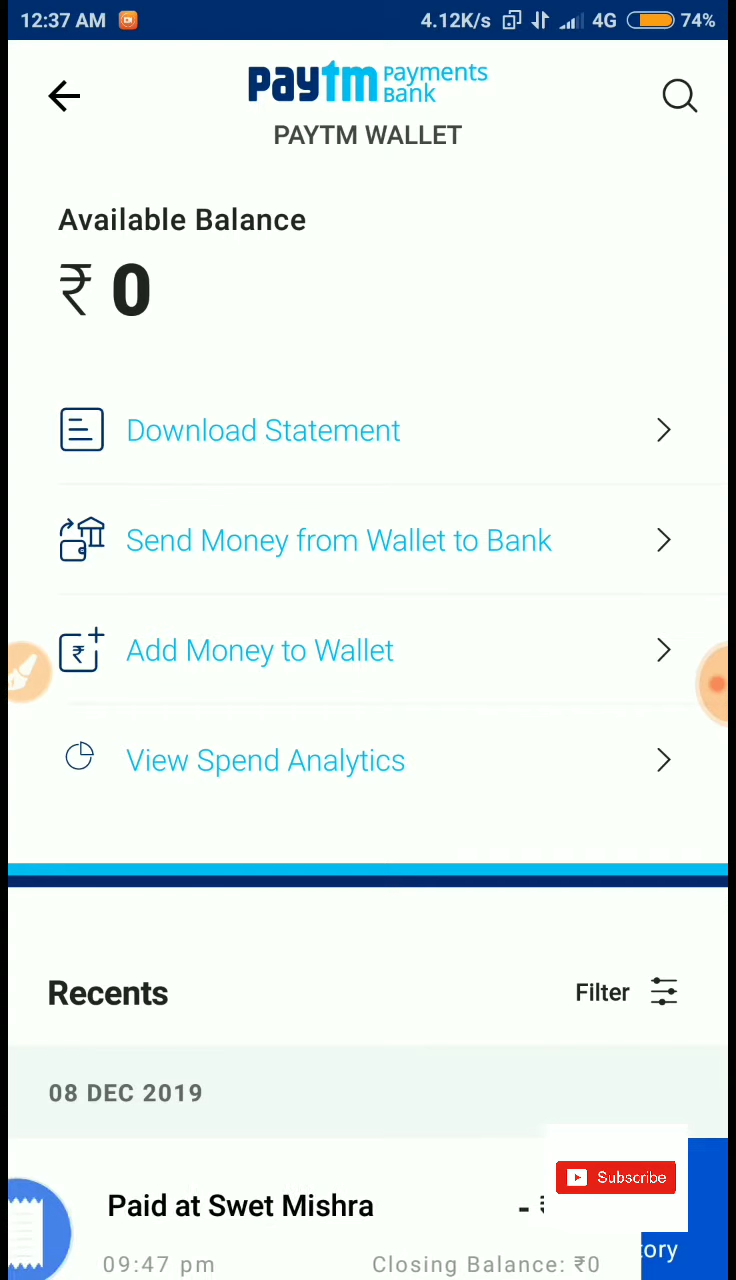 12:37 AM 4.12K/s 4G 74%
paytm Payments Bank
PAYTM WALLET
Available Balance
₹ 0
Download Statement
Send Money from Wallet to Bank
Add Money to Wallet
View Spend Analytics
Recents Filter
08 DEC 2019
Subscribe
Paid at Swet Mishra -
ory
09:47 pm Closing Balance: ₹0